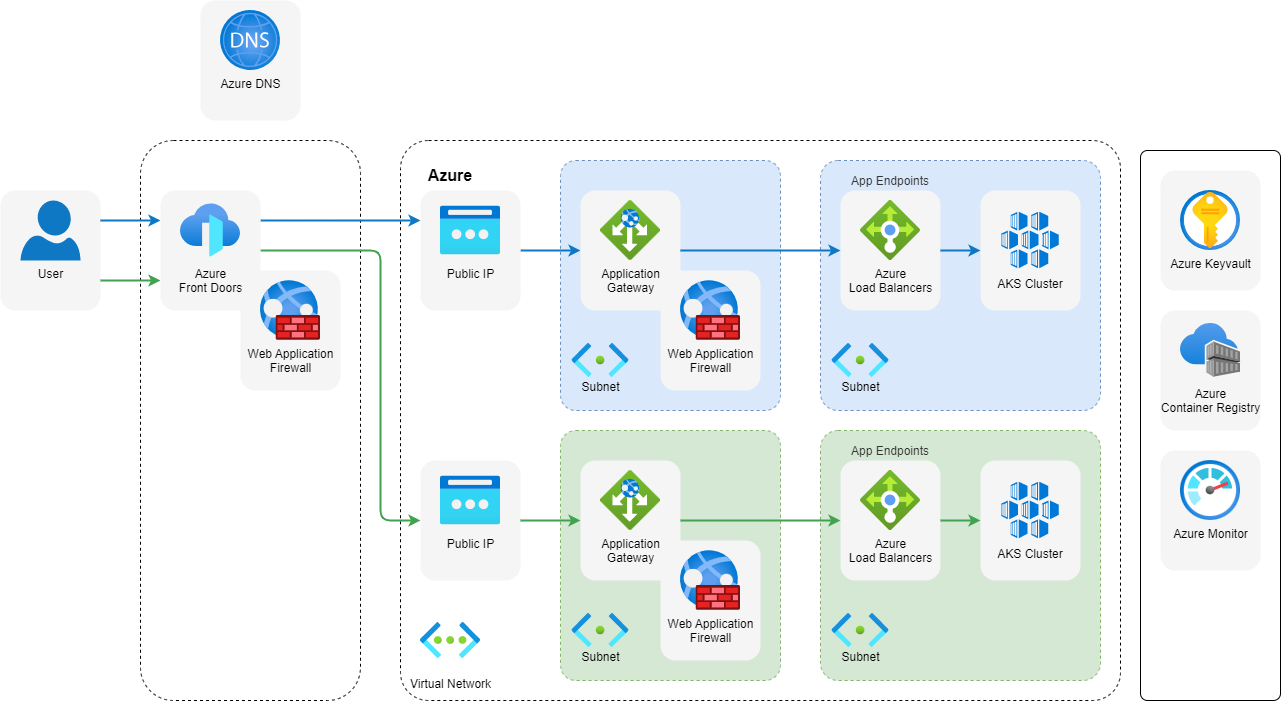 DNS
Azure DNS
Azure
User
Azure
Front Doors
Web Application
Firewall
Public IP
Application
Gateway
Web Application
Firewall
Subnet
App Endpoints
Azure
Load Balancers
AKS Cluster
Subnet
Public IP
Application
Gateway
Web Application
Firewall
Subnet
App Endpoints
Azure
Load Balancers
AKS Cluster
Subnet
Virtual Network
Azure Keyvault
Azure
Container Registry
Azure Monitor